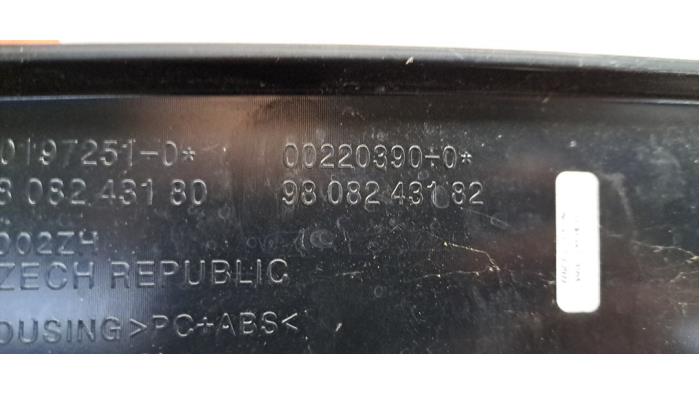 0197251-0* 00220390-0*
8 082 431 80 98 082 431 82
002ZH
ZECH REPUBLIC
OUSING >PC+ABS<